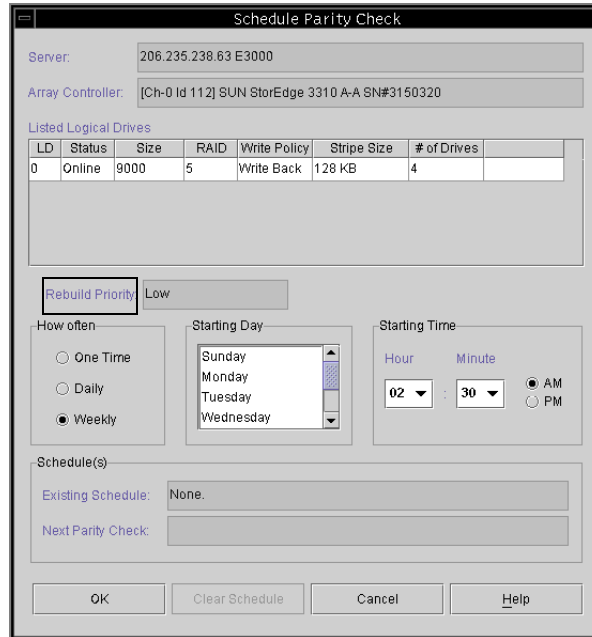 Schedule Parity Check
Server: 206.235.238.63 E3000
Array Controller: [Ch-0 Id 112] SUN StorEdge 3310 A-A SN#3150320
Listed Logical Drives
LD Status Size RAID Write Policy Stripe Size # of Drives
0 Online 9000 5 Write Back 128 KB 4
Rebuild Priority: Low
How often Starting Day Starting Time
One Time
Daily
Weekly
Sunday
Monday
Tuesday
Wednesday
Hour Minute
02 : 30
AM
PM
Schedule(s)
Existing Schedule: None.
Next Parity Check:
OK Clear Schedule Cancel Help